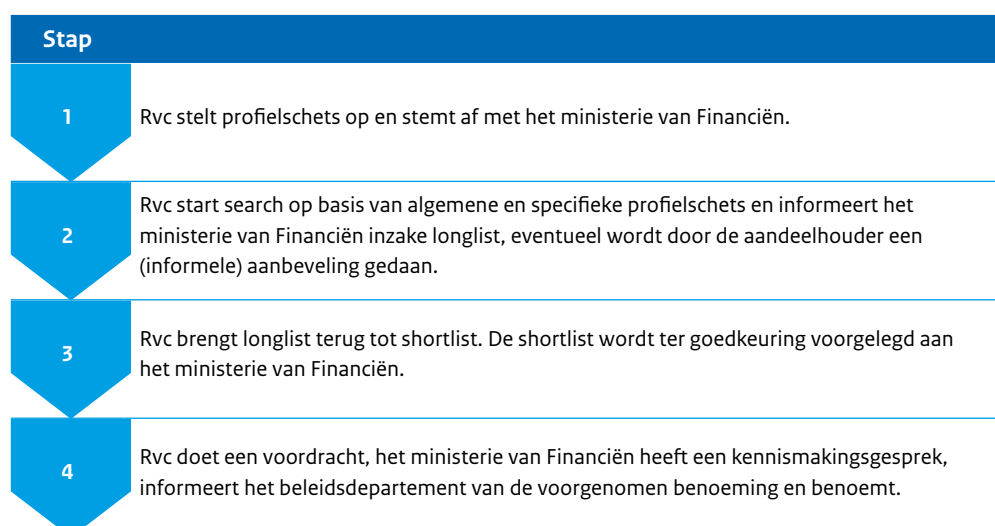 Stap
1
Rvc stelt profielschets op en stemt af met het ministerie van Financiën.
2
Rvc start search op basis van algemene en specifieke profielschets en informeert het
ministerie van Financiën inzake longlist, eventueel wordt door de aandeelhouder een
(informele) aanbeveling gedaan.
3
Rvc brengt longlist terug tot shortlist. De shortlist wordt ter goedkeuring voorgelegd aan
het ministerie van Financiën.
4
Rvc doet een voordracht, het ministerie van Financiën heeft een kennismakingsgesprek,
informeert het beleidsdepartement van de voorgenomen benoeming en benoemt.